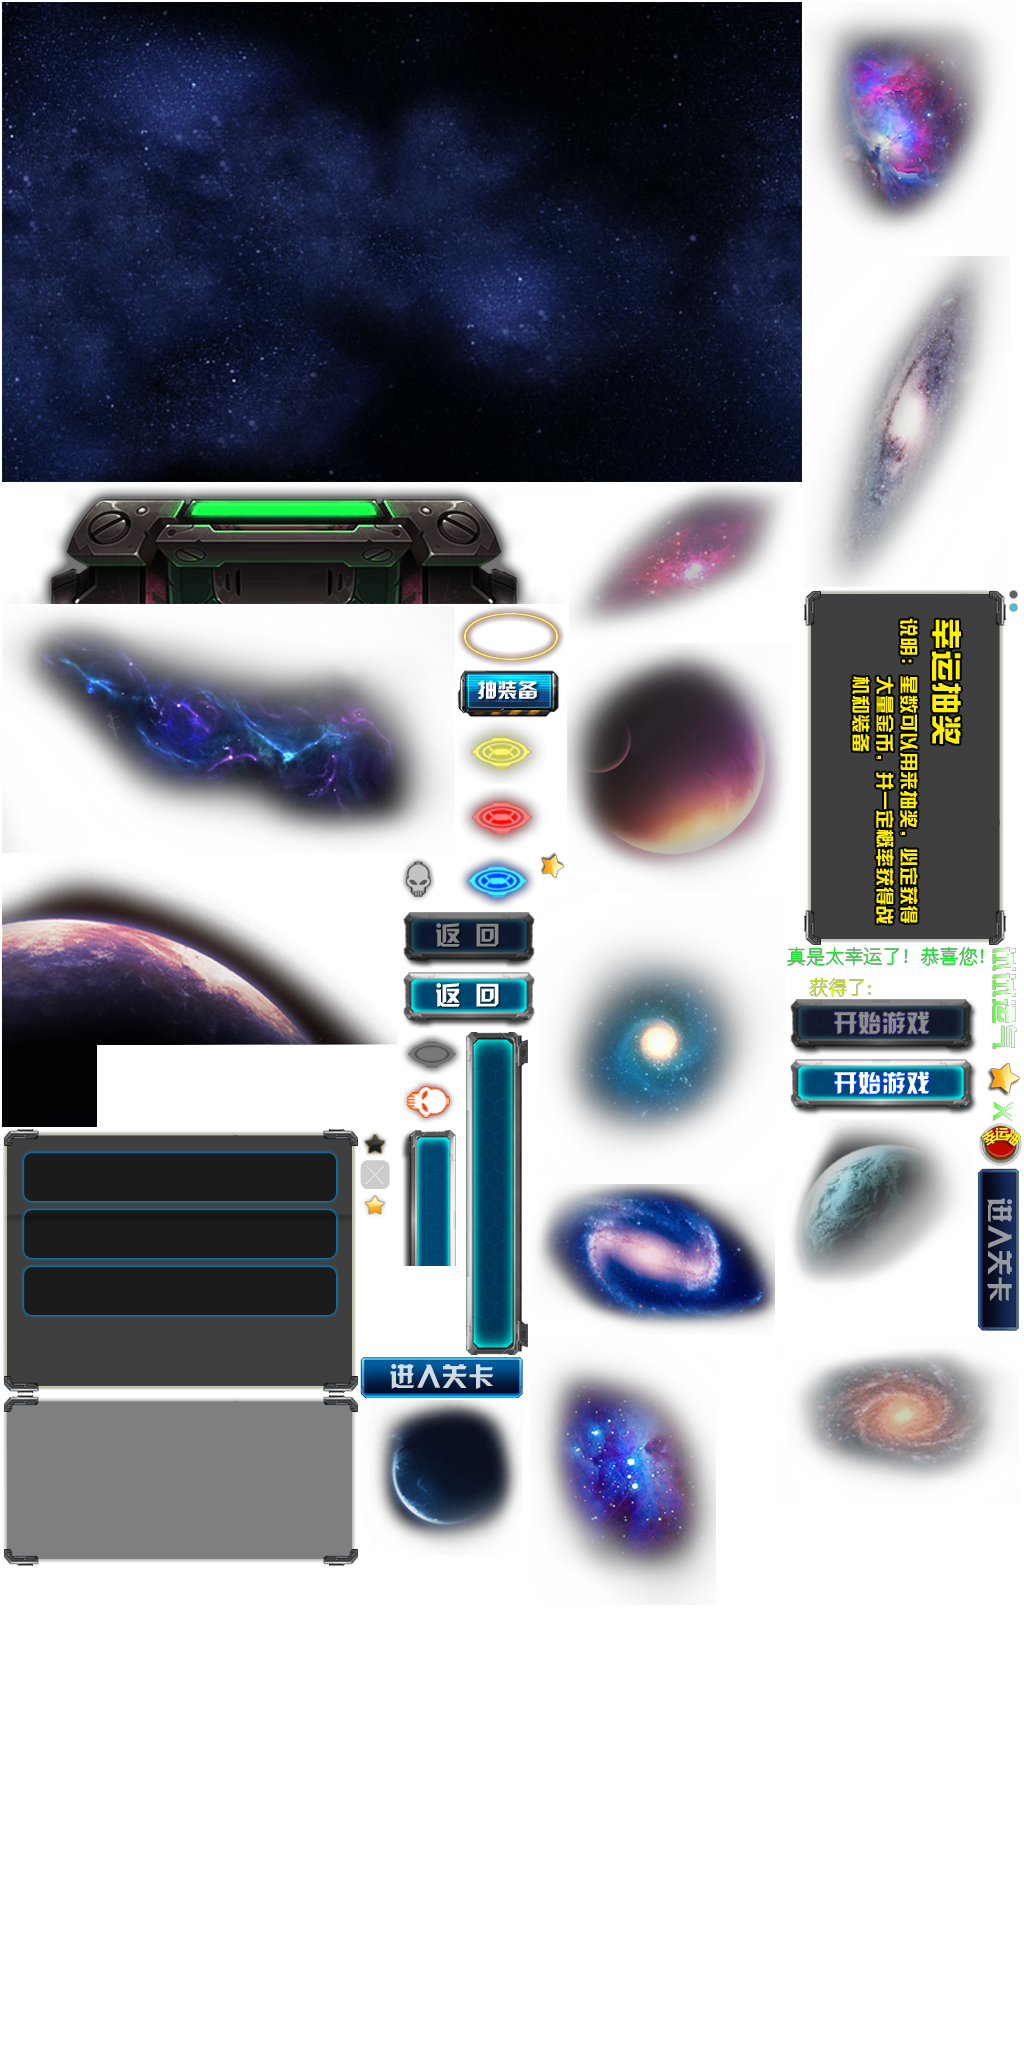 抽装备
幸运抽奖
说明：星数可以用来抽奖，必定获得
大量金币，并一定概率获得战
机和装备
返 回
返 回
真是太幸运了！恭喜您！
获得了：
试试运气
开始游戏
开始游戏
X
幸运吧
进入关卡
进入关卡